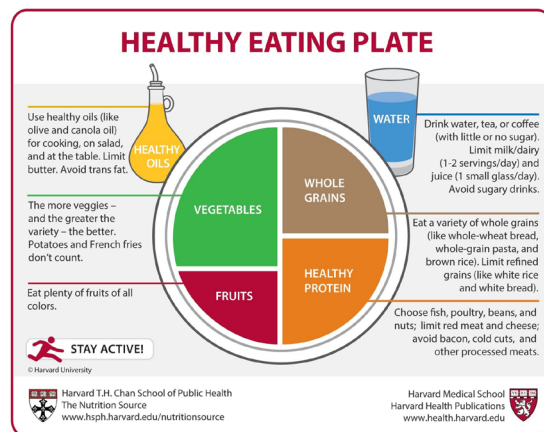 HEALTHY EATING PLATE
Use healthy oils (like
olive and canola oil)
for cooking, on salad,
and at the table. Limit
butter. Avoid trans fat.
HEALTHY
OILS
WATER
Drink water, tea, or coffee
(with little or no sugar).
Limit milk/dairy
(1-2 servings/day) and
juice (1 small glass/day).
Avoid sugary drinks.
The more veggies –
and the greater the
variety – the better.
Potatoes and French fries
don't count.
VEGETABLES
WHOLE
GRAINS
Eat a variety of whole grains
(like whole-wheat bread,
whole-grain pasta, and
brown rice). Limit refined
grains (like white rice
and white bread).
Eat plenty of fruits of all
colors.
FRUITS
HEALTHY
PROTEIN
Choose fish, poultry, beans, and
nuts; limit red meat and cheese;
avoid bacon, cold cuts, and
other processed meats.
STAY ACTIVE!
© Harvard University
Harvard T.H. Chan School of Public Health
The Nutrition Source
www.hsph.harvard.edu/nutritionsource
Harvard Medical School
Harvard Health Publications
www.health.harvard.edu